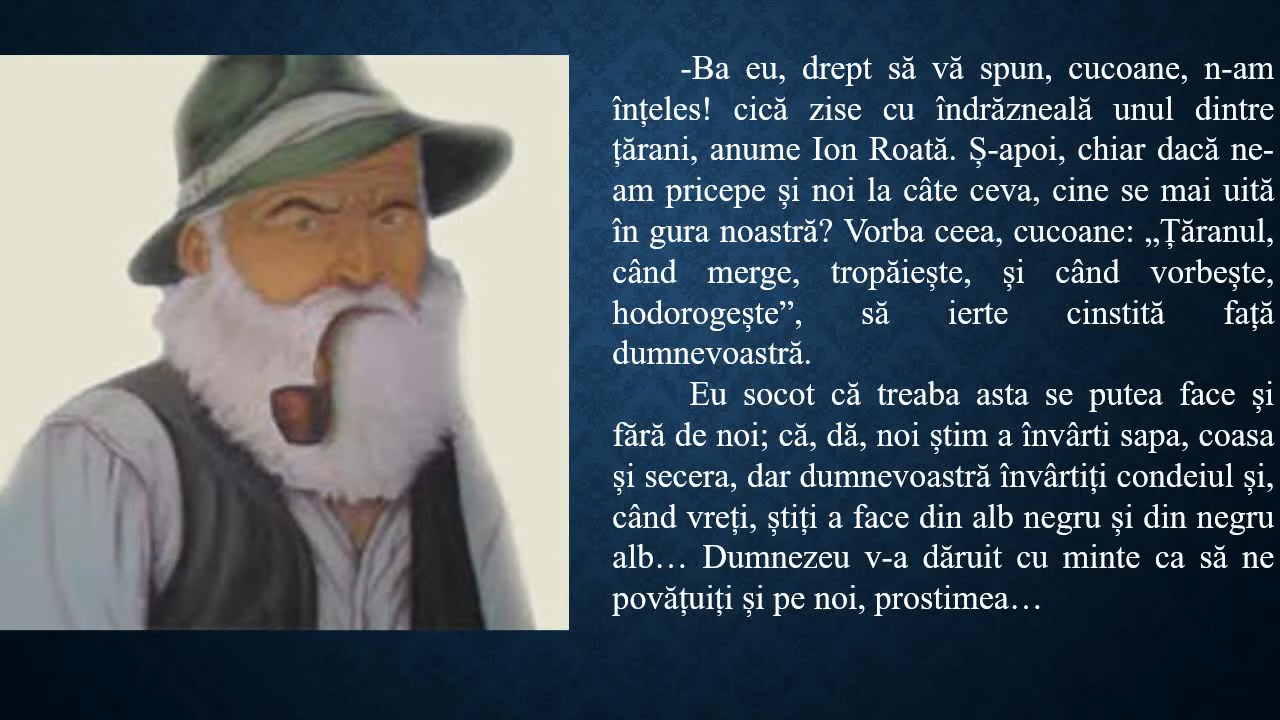 -Ba eu, drept să vă spun, cucoane, n-am
înțeles! cică zise cu îndrăzneală unul dintre
țărani, anume Ion Roată. Ș-apoi, chiar dacă ne-
am pricepe și noi la câte ceva, cine se mai uită
în gura noastră? Vorba ceea, cucoane: „Țăranul,
când merge, tropăiește, și când vorbește,
hodorogește”, să ierte cinstită față
dumnevoastră.
Eu socot că treaba asta se putea face și
fără de noi; că, dă, noi știm a învârti sapa, coasa
și secera, dar dumnevoastră învârtiți condeiul și,
când vreți, știți a face din alb negru și din negru
alb… Dumnezeu v-a dăruit cu minte ca să ne
povățuiți și pe noi, prostimea…